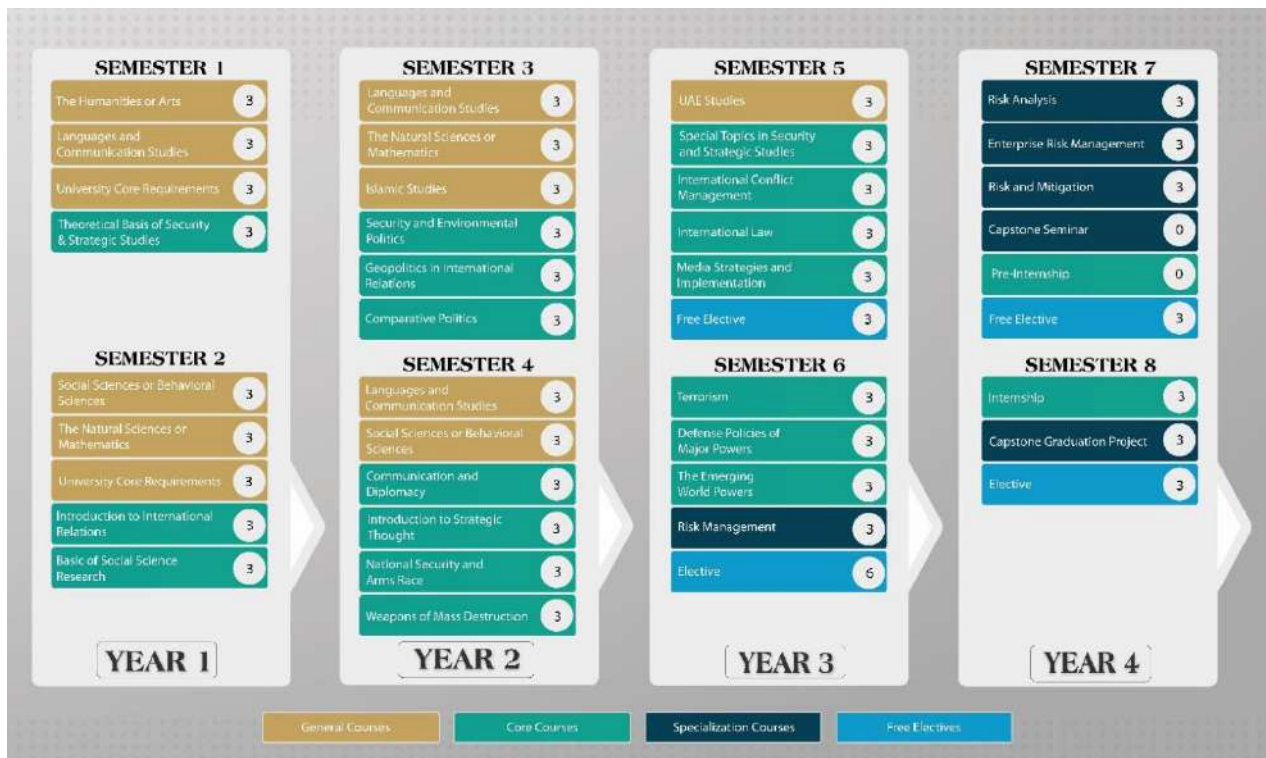 SEMESTER 1
The Humanities or Arts 3
Languages and
Communication Studies 3
University Core Requirements 3
Theoretical Basis of Security
& Strategic Studies 3
SEMESTER 2
Social Sciences or Behavioral
Sciences 3
The Natural Sciences or
Mathematics 3
University Core Requirements 3
Introduction to International
Relations 3
Basic of Social Science
Research 3
YEAR 1
SEMESTER 3
Languages and
Communication Studies 3
The Natural Sciences or
Mathematics 3
Islamic Studies 3
Security and Environmental
Politics 3
Geopolitics in International
Relations 3
Comparative Politics 3
SEMESTER 4
Languages and
Communication Studies 3
Social Sciences or Behavioral
Sciences 3
Communication and
Diplomacy 3
Introduction to Strategic
Thought 3
National Security and
Arms Race 3
Weapons of Mass Destruction 3
YEAR 2
SEMESTER 5
UAE Studies 3
Special Topics in Security
and Strategic Studies 3
International Conflict
Management 3
International Law 3
Media Strategies and
Implementation 3
Free Elective 3
SEMESTER 6
Terrorism 3
Defense Policies of
Major Powers 3
The Emerging
World Powers 3
Risk Management 3
Elective 6
YEAR 3
SEMESTER 7
Risk Analysis 3
Enterprise Risk Management 3
Risk and Mitigation 3
Capstone Seminar 0
Pre-Internship 0
Free Elective 3
SEMESTER 8
Internship 3
Capstone Graduation Project 3
Elective 3
YEAR 4
General Courses
Core Courses
Specialization Courses
Free Electives